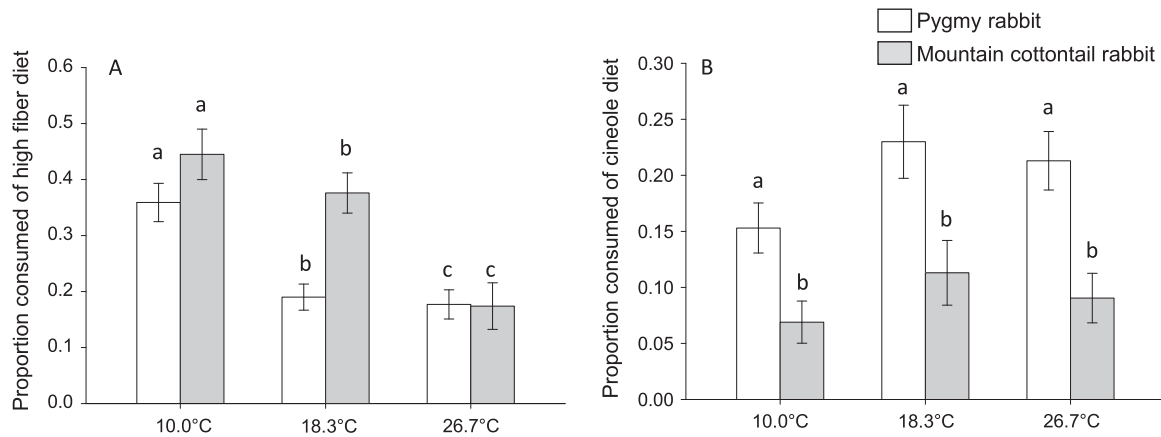 Pygmy rabbit
Mountain cottontail rabbit
A
Proportion consumed of high fiber diet
0.6
0.5
0.4
0.3
0.2
0.1
0.0
a a
b b
c c
10.0°C 18.3°C 26.7°C
B
Proportion consumed of cineole diet
0.30
0.25
0.20
0.15
0.10
0.05
0.00
a b
a b
a b
10.0°C 18.3°C 26.7°C